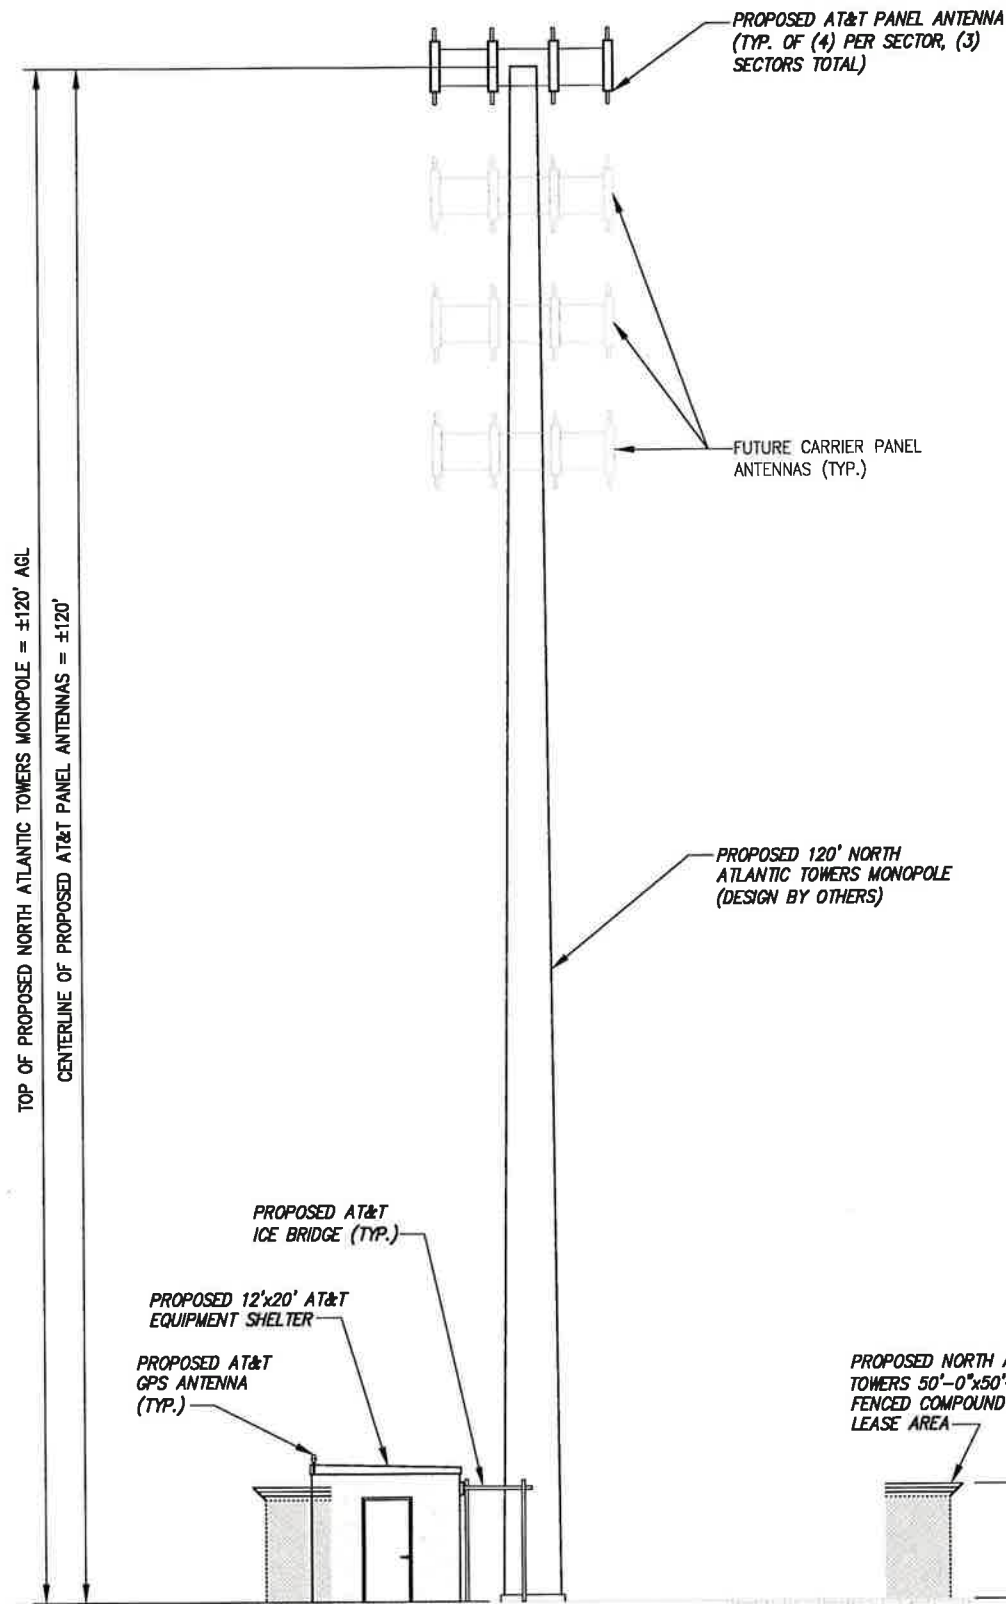 PROPOSED AT&T PANEL ANTENNA
(TYP. OF (4) PER SECTOR, (3)
SECTORS TOTAL)
FUTURE CARRIER PANEL
ANTENNAS (TYP.)
TOP OF PROPOSED NORTH ATLANTIC TOWERS MONOPOLE = ±120' AGL
CENTERLINE OF PROPOSED AT&T PANEL ANTENNAS = ±120'
PROPOSED 120' NORTH
ATLANTIC TOWERS MONOPOLE
(DESIGN BY OTHERS)
PROPOSED AT&T
ICE BRIDGE (TYP.)
PROPOSED 12'x20' AT&T
EQUIPMENT SHELTER
PROPOSED AT&T
GPS ANTENNA
(TYP.)
PROPOSED NORTH
TOWERS 50'-0"x50'
FENCED COMPOUND
LEASE AREA